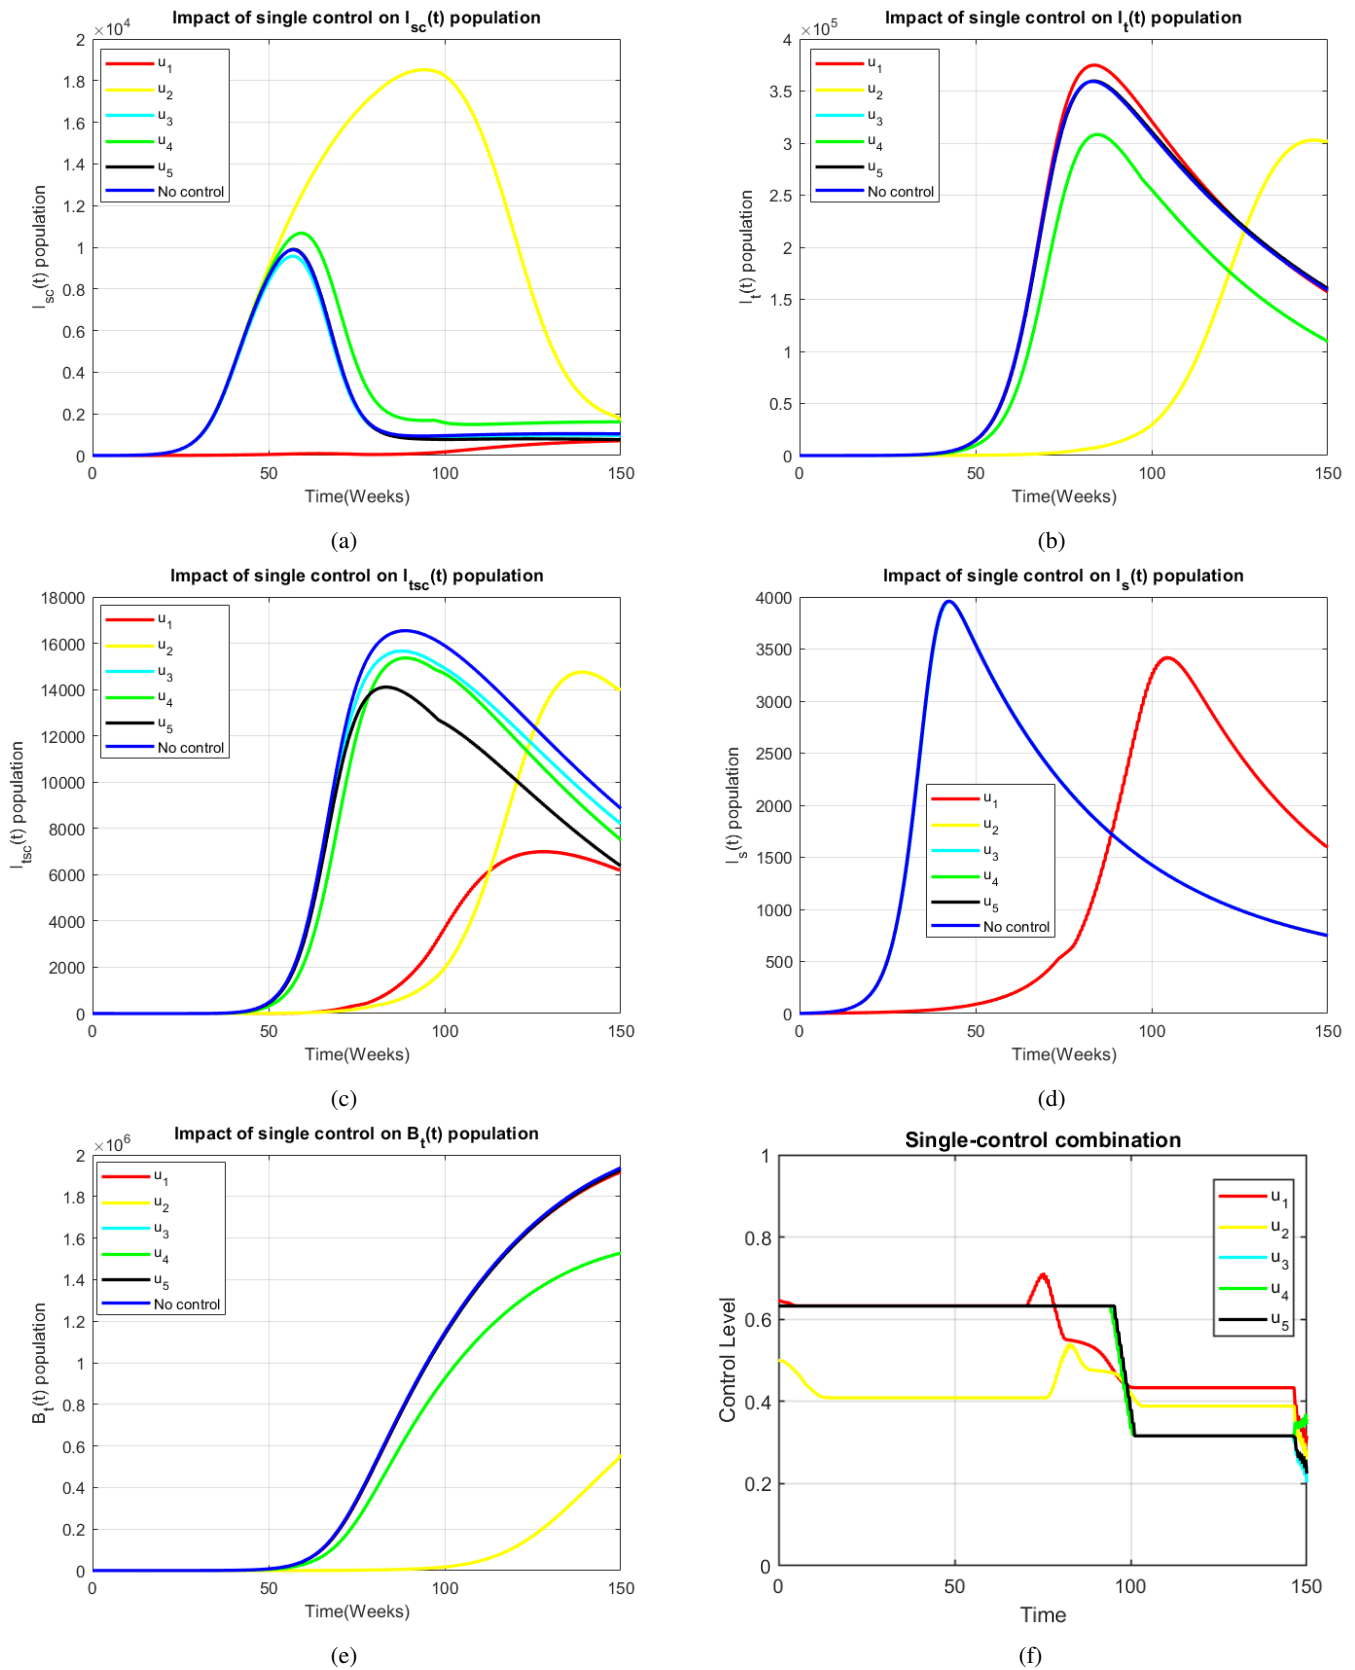 Impact of single control on I_sc(t) population
×10^4
2
1.8
1.6
1.4
1.2
1
0.8
0.6
0.4
0.2
0
I_sc(t) population
u_1
u_2
u_3
u_4
u_5
No control
0 50 100 150
Time(Weeks)
(a)
Impact of single control on I_t(t) population
×10^5
4
3.5
3
2.5
2
1.5
1
0.5
0
I_t(t) population
u_1
u_2
u_3
u_4
u_5
No control
0 50 100 150
Time(Weeks)
(b)
Impact of single control on I_tsc(t) population
18000
16000
14000
12000
10000
8000
6000
4000
2000
0
I_tsc(t) population
u_1
u_2
u_3
u_4
u_5
No control
0 50 100 150
Time(Weeks)
(c)
Impact of single control on I_s(t) population
4000
3500
3000
2500
2000
1500
1000
500
0
I_s(t) population
u_1
u_2
u_3
u_4
u_5
No control
0 50 100 150
Time(Weeks)
(d)
Impact of single control on B_t(t) population
×10^6
2
1.8
1.6
1.4
1.2
1
0.8
0.6
0.4
0.2
0
B_t(t) population
u_1
u_2
u_3
u_4
u_5
No control
0 50 100 150
Time(Weeks)
(e)
Single-control combination
1
0.8
0.6
0.4
0.2
0
Control Level
u_1
u_2
u_3
u_4
u_5
0 50 100 150
Time
(f)